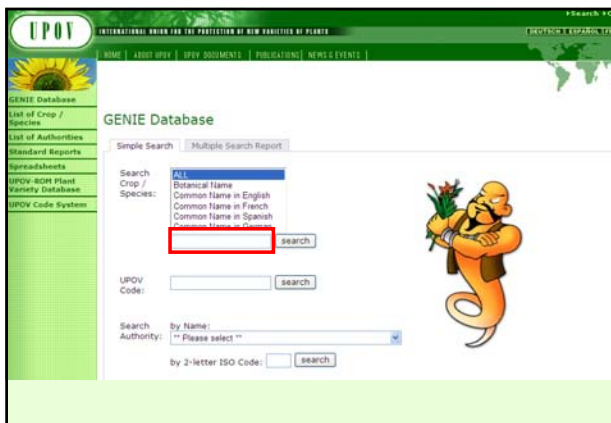 ▸Search ▸C
UPOV
INTERNATIONAL UNION FOR THE PROTECTION OF NEW VARIETIES OF PLANTS
[DEUTSCH | ESPAÑOL |F
| HOME | ABOUT UPOV | UPOV DOCUMENTS | PUBLICATIONS| NEWS & EVENTS |
GENIE Database
List of Crop /
Species
List of Authorities
Standard Reports
Spreadsheets
UPOV-ROM Plant
Variety Database
UPOV Code System
GENIE Database
Simple Search
Multiple Search Report
Search
Crop /
Species:
ALL
Botanical Name
Common Name in English
Common Name in French
Common Name in Spanish
Common Name in German
search
UPOV
Code:
search
Search
Authority:
by Name:
** Please select **
by 2-letter ISO Code:
search